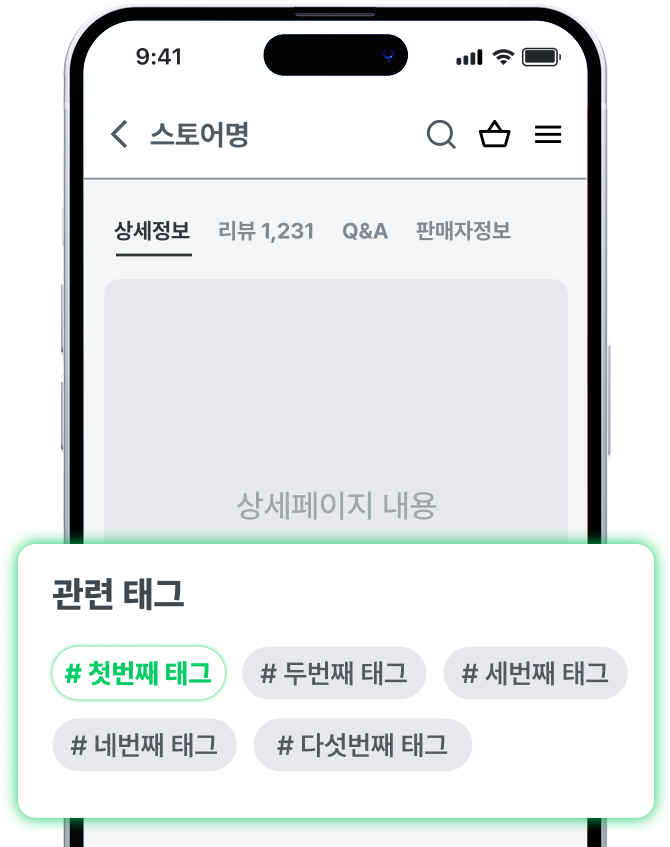 9:41
스토어명
상세정보 리뷰 1,231 Q&A 판매자정보
상세페이지 내용
관련 태그
# 첫번째 태그 # 두번째 태그 # 세번째 태그
# 네번째 태그 # 다섯번째 태그